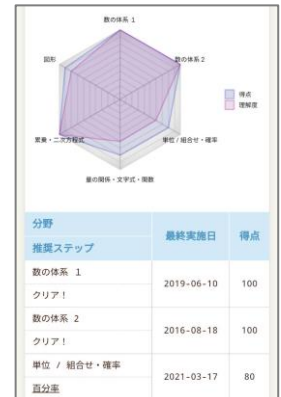 数の体系 1
図形
数の体系 2
得点
理解度
累乗・二次方程式
単位 / 組合せ・確率
量の関係・文字式・関数
分野
最終実施日
得点
推奨ステップ
数の体系 1
2019-06-10
100
クリア！
数の体系 2
2016-08-18
100
クリア！
単位 / 組合せ・確率
2021-03-17
80
百分率